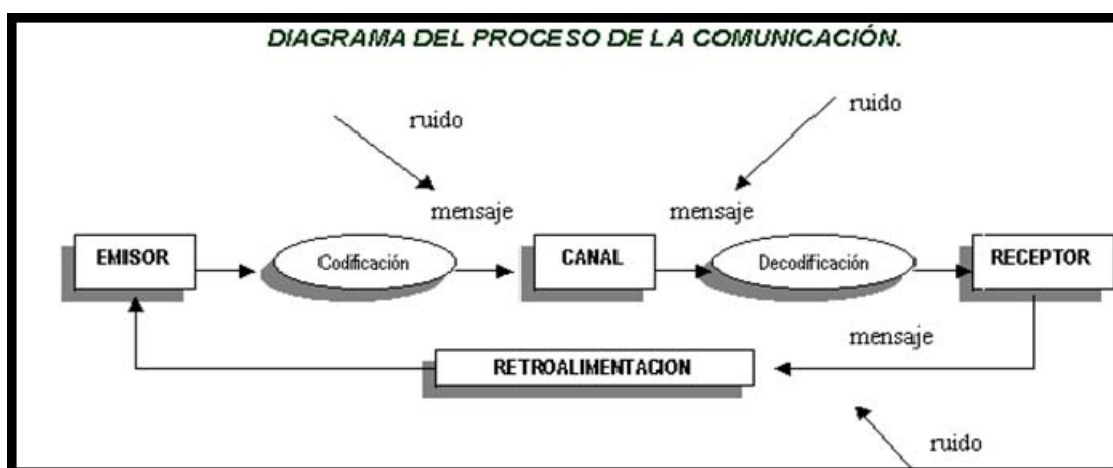 DIAGRAMA DEL PROCESO DE LA COMUNICACIÓN.
ruido
ruido
mensaje
mensaje
EMISOR
Codificación
CANAL
Decodificación
RECEPTOR
mensaje
RETROALIMENTACION
ruido